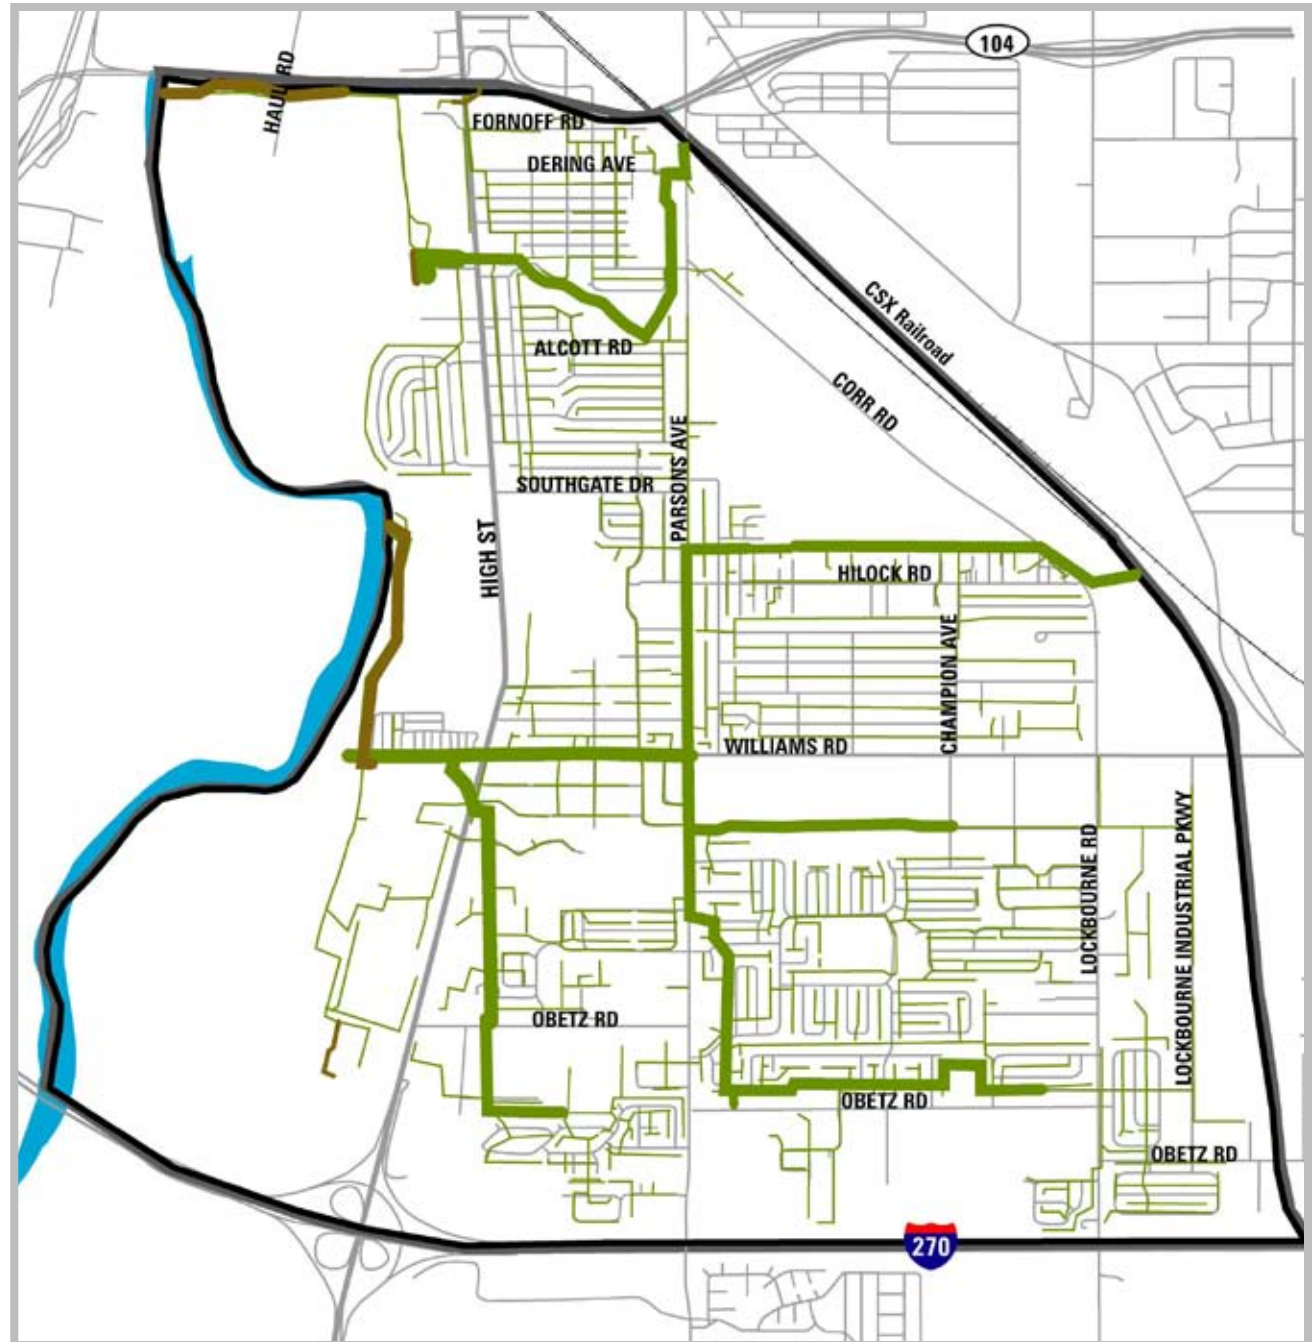 104
HAUL RD
FORNOFF RD
DERING AVE
CSX Railroad
ALCOTT RD
CORR RD
PARSONS AVE
SOUTHGATE DR
HIGH ST
HILOCK RD
CHAMPION AVE
WILLIAMS RD
LOCKBOURNE RD
LOCKBOURNE INDUSTRIAL PKWY
OBETZ RD
OBETZ RD
OBETZ RD
270